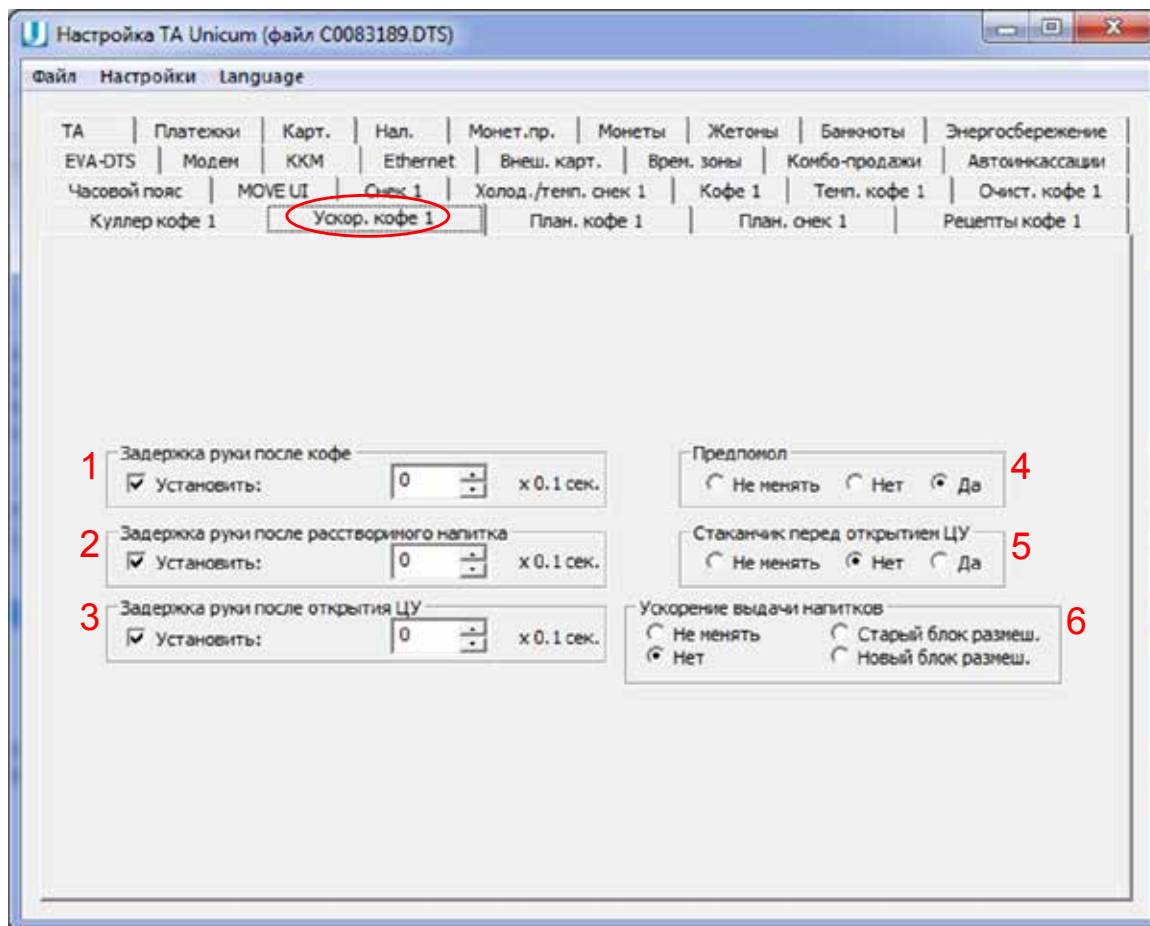 Настройка TA Unicum (файл C0083189.DTS)
Файл Настройки Language
ТА Платежки Карт. Нал. Монет.пр. Монеты Жетоны Банкноты Энергосбережение
EVA-DTS Модем ККМ Ethernet Внеш. карт. Врем. зоны Комбо-продажи Автоинкассации
Часовой пояс MOVE UI Снек 1 Холод./темп. снек 1 Кофе 1 Темп. кофе 1 Очист. кофе 1
Куллер кофе 1 Ускор. кофе 1 План. кофе 1 План. снек 1 Рецепты кофе 1
1 Задержка руки после кофе
Установить: 0 x 0.1 сек.
2 Задержка руки после расстворимого напитка
Установить: 0 x 0.1 сек.
3 Задержка руки после открытия ЦУ
Установить: 0 x 0.1 сек.
Предпомол 4
Не менять Нет Да
Стаканчик перед открытием ЦУ 5
Не менять Нет Да
Ускорение выдачи напитков 6
Не менять Старый блок размеш.
Нет Новый блок размеш.